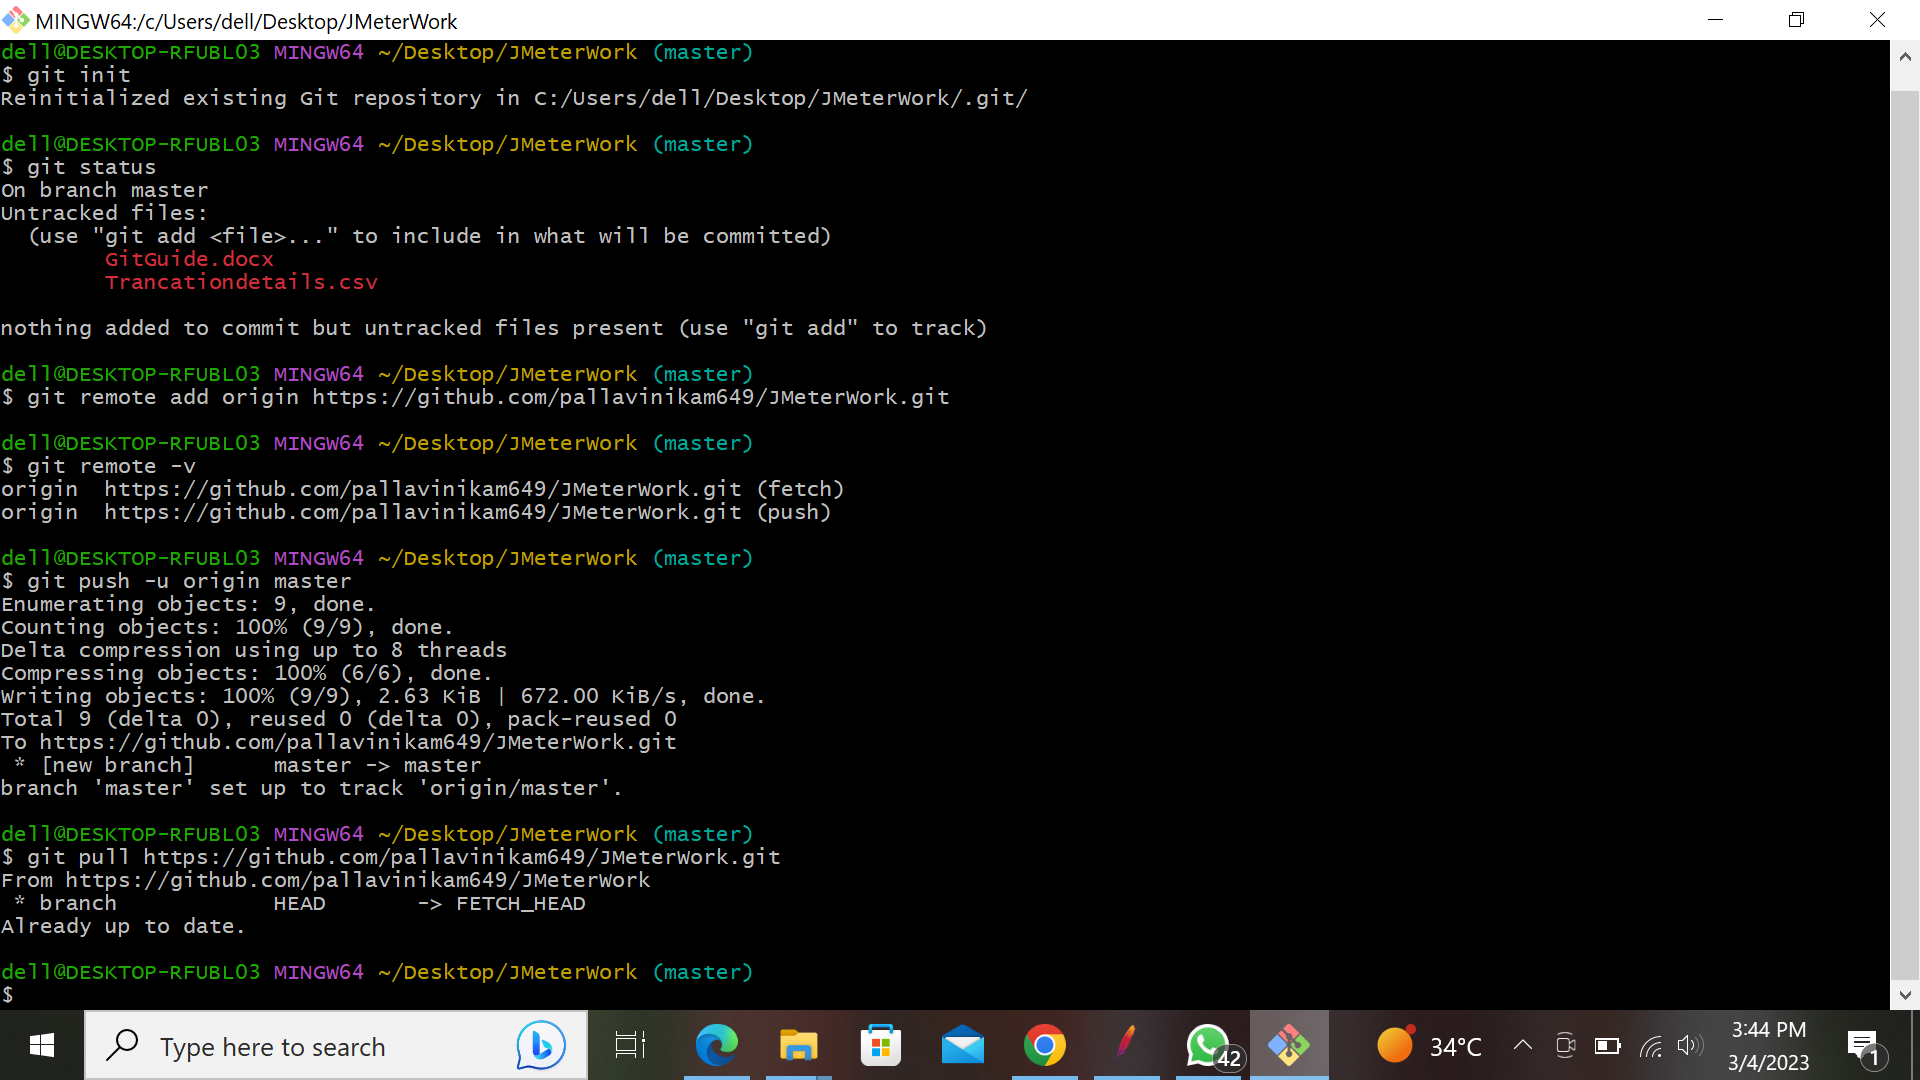 MINGW64:/c/Users/dell/Desktop/JMeterWork
dell@DESKTOP-RFUBL03 MINGW64 ~/Desktop/JMeterWork (master)
$ git init
Reinitialized existing Git repository in C:/Users/dell/Desktop/JMeterWork/.git/
dell@DESKTOP-RFUBL03 MINGW64 ~/Desktop/JMeterWork (master)
$ git status
On branch master
Untracked files:
  (use "git add <file>..." to include in what will be committed)
        GitGuide.docx
        Trancationdetails.csv
nothing added to commit but untracked files present (use "git add" to track)
dell@DESKTOP-RFUBL03 MINGW64 ~/Desktop/JMeterWork (master)
$ git remote add origin https://github.com/pallavinikam649/JMeterWork.git
dell@DESKTOP-RFUBL03 MINGW64 ~/Desktop/JMeterWork (master)
$ git remote -v
origin  https://github.com/pallavinikam649/JMeterWork.git (fetch)
origin  https://github.com/pallavinikam649/JMeterWork.git (push)
dell@DESKTOP-RFUBL03 MINGW64 ~/Desktop/JMeterWork (master)
$ git push -u origin master
Enumerating objects: 9, done.
Counting objects: 100% (9/9), done.
Delta compression using up to 8 threads
Compressing objects: 100% (6/6), done.
Writing objects: 100% (9/9), 2.63 KiB | 672.00 KiB/s, done.
Total 9 (delta 0), reused 0 (delta 0), pack-reused 0
To https://github.com/pallavinikam649/JMeterWork.git
 * [new branch]      master -> master
branch 'master' set up to track 'origin/master'.
dell@DESKTOP-RFUBL03 MINGW64 ~/Desktop/JMeterWork (master)
$ git pull https://github.com/pallavinikam649/JMeterWork.git
From https://github.com/pallavinikam649/JMeterWork
 * branch            HEAD       -> FETCH_HEAD
Already up to date.
dell@DESKTOP-RFUBL03 MINGW64 ~/Desktop/JMeterWork (master)
$
Type here to search
42
34°C
3:44 PM
3/4/2023
1